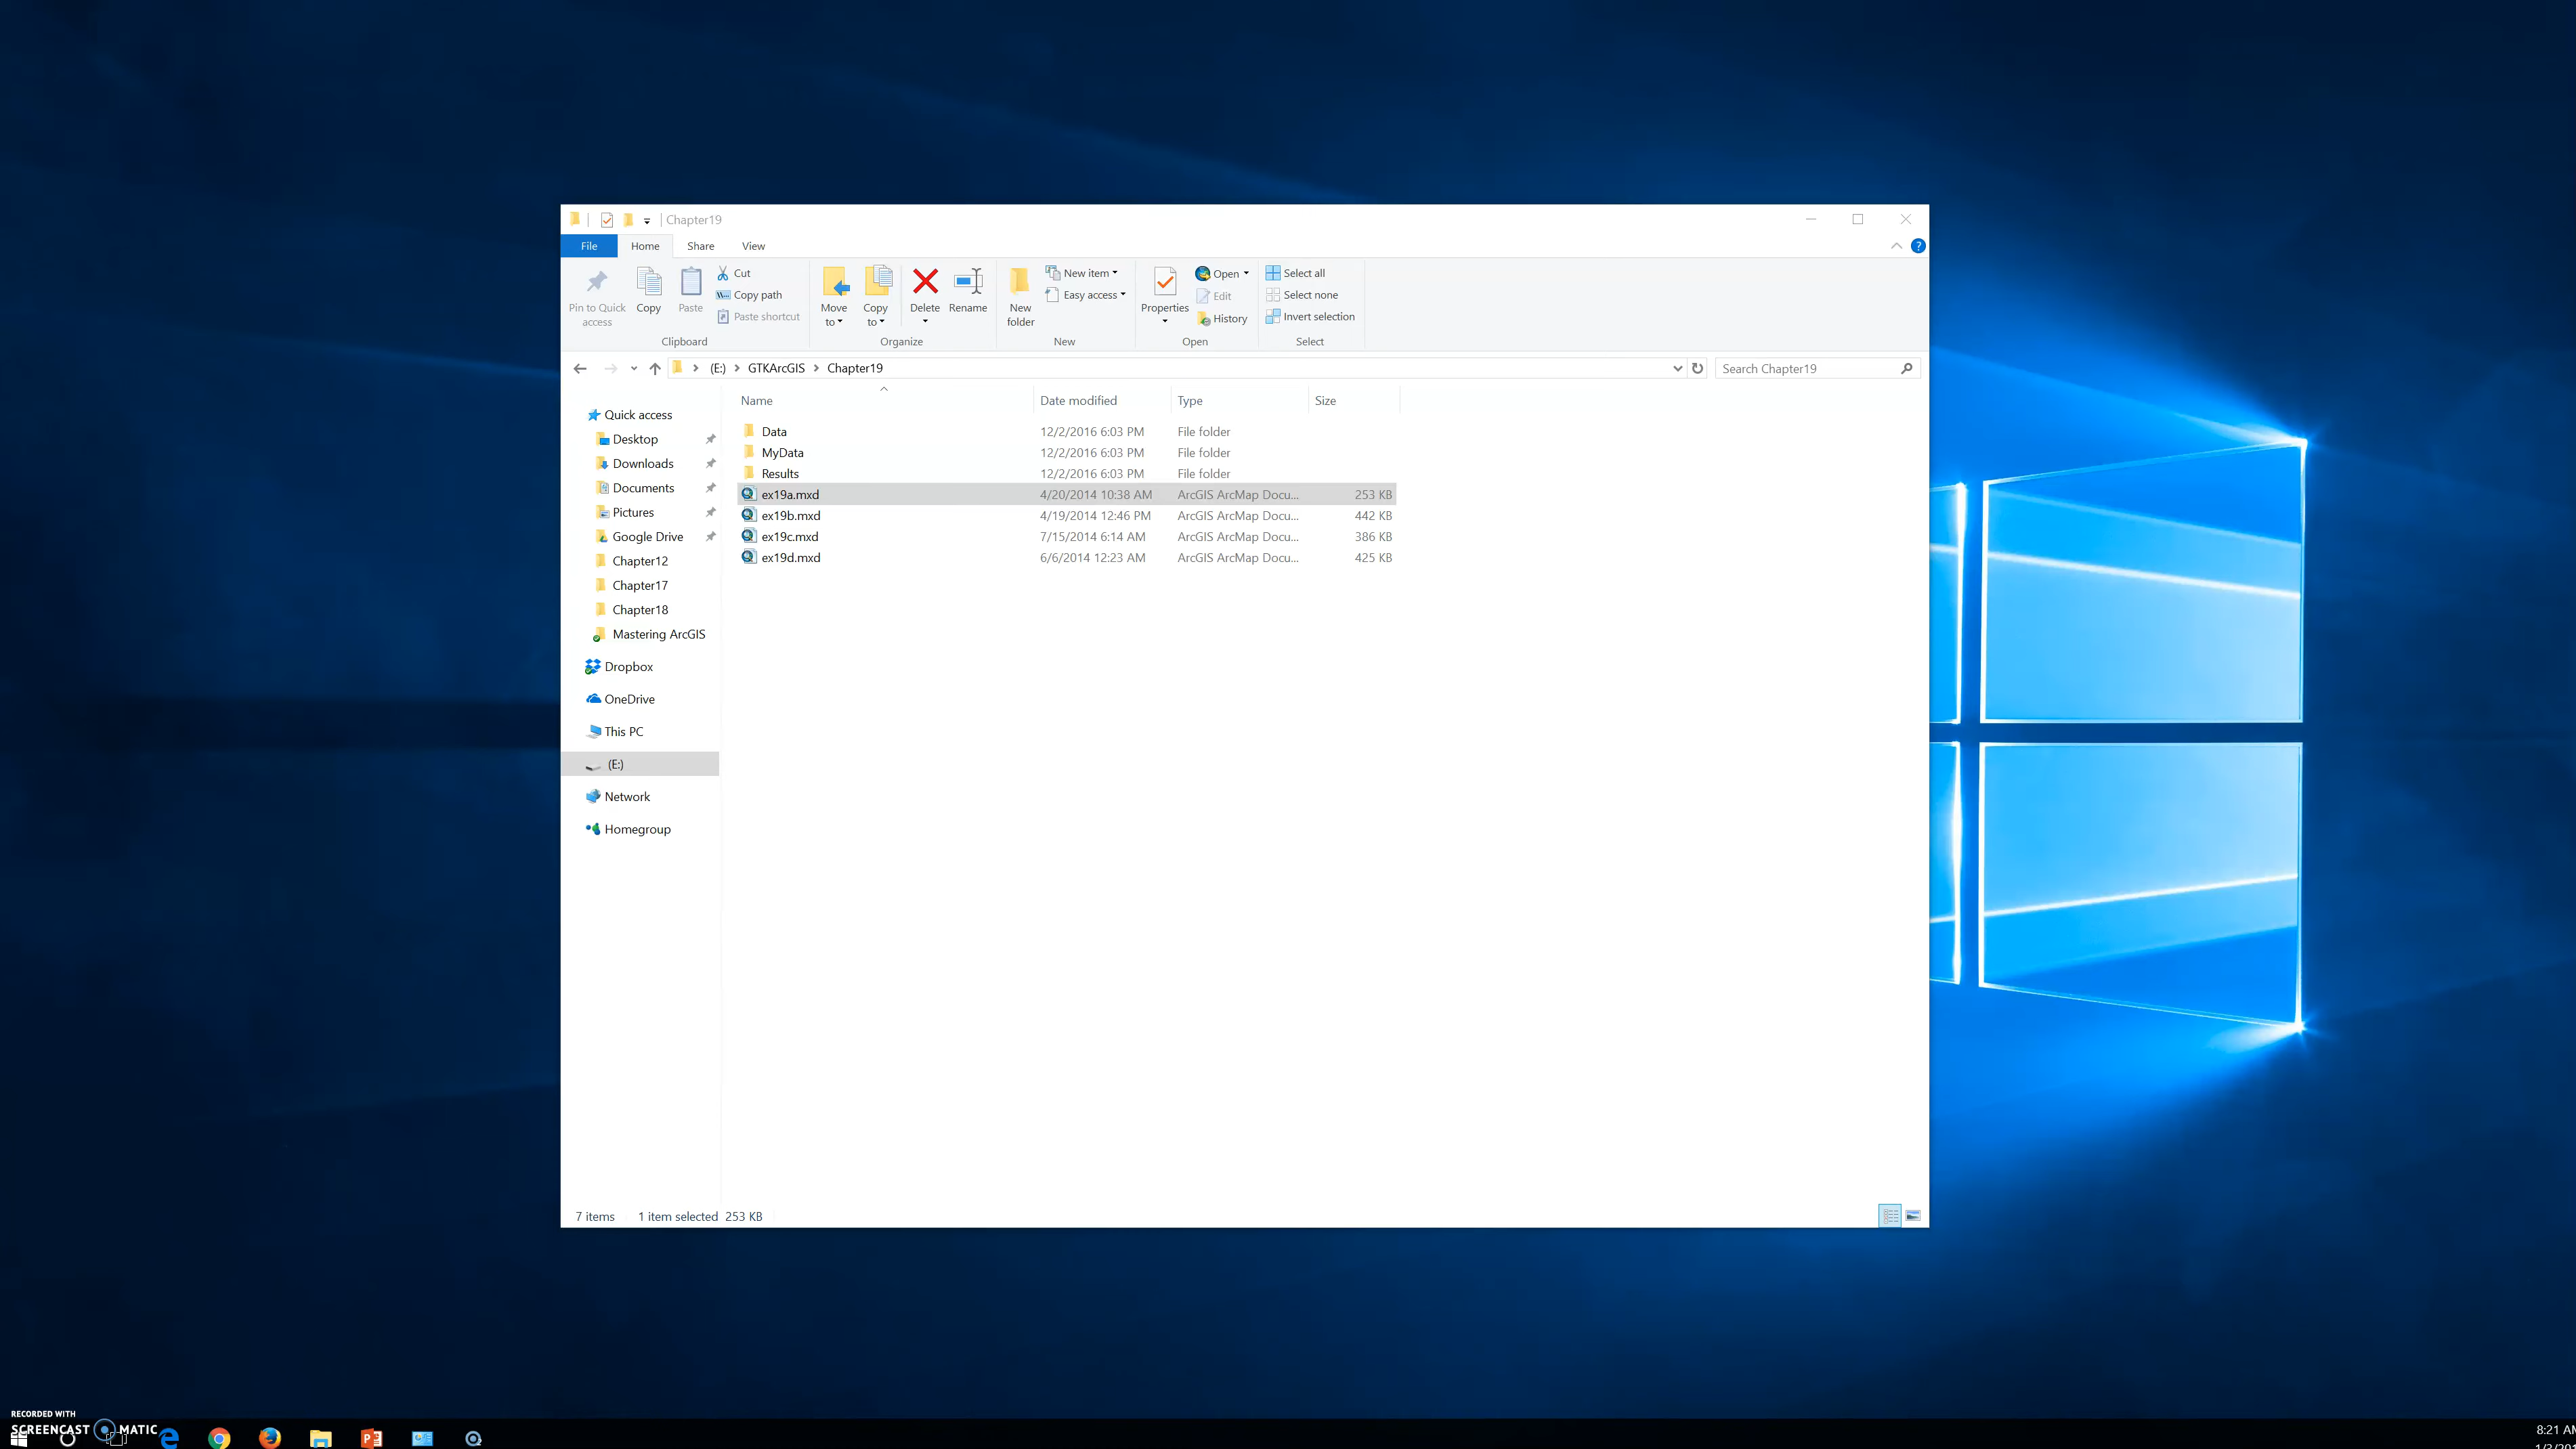 Chapter19
File Home Share View ?
Pin to Quick access
Copy
Paste
Cut
Copy path
Paste shortcut
Clipboard
Move to
Copy to
Delete
Rename
Organize
New folder
New item
Easy access
New
Properties
Open
Edit
History
Open
Select all
Select none
Invert selection
Select
(E:) GTKArcGIS Chapter19
Search Chapter19
Name Date modified Type Size
Data 12/2/2016 6:03 PM File folder
MyData 12/2/2016 6:03 PM File folder
Results 12/2/2016 6:03 PM File folder
ex19a.mxd 4/20/2014 10:38 AM ArcGIS ArcMap Docu... 253 KB
ex19b.mxd 4/19/2014 12:46 PM ArcGIS ArcMap Docu... 442 KB
ex19c.mxd 7/15/2014 6:14 AM ArcGIS ArcMap Docu... 386 KB
ex19d.mxd 6/6/2014 12:23 AM ArcGIS ArcMap Docu... 425 KB
Quick access
Desktop
Downloads
Documents
Pictures
Google Drive
Chapter12
Chapter17
Chapter18
Mastering ArcGIS
Dropbox
OneDrive
This PC
(E:)
Network
Homegroup
7 items 1 item selected 253 KB
RECORDED WITH
SCREENCAST MATIC
8:21